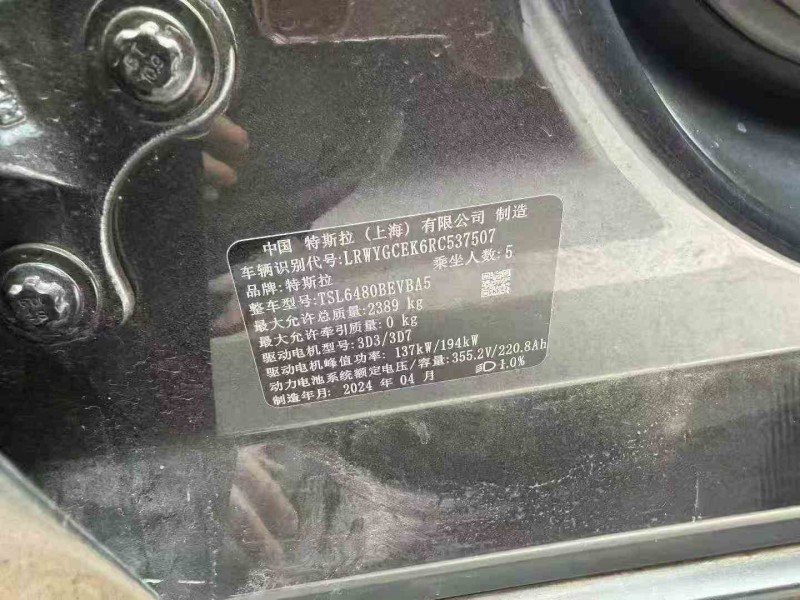 ST
10.9
中国 特斯拉（上海）有限公司 制造
车辆识别代号:LRWYGCEK6RC537507
品牌:特斯拉 乘坐人数:5
整车型号:TSL6480BEVBA5
最大允许总质量:2389 kg
最大允许牵引质量:0 kg
驱动电机型号:3D3/3D7
驱动电机峰值功率: 137kW/194kW
动力电池系统额定电压/容量:355.2V/220.8Ah
制造年月: 2024 年 04 月 1.0%